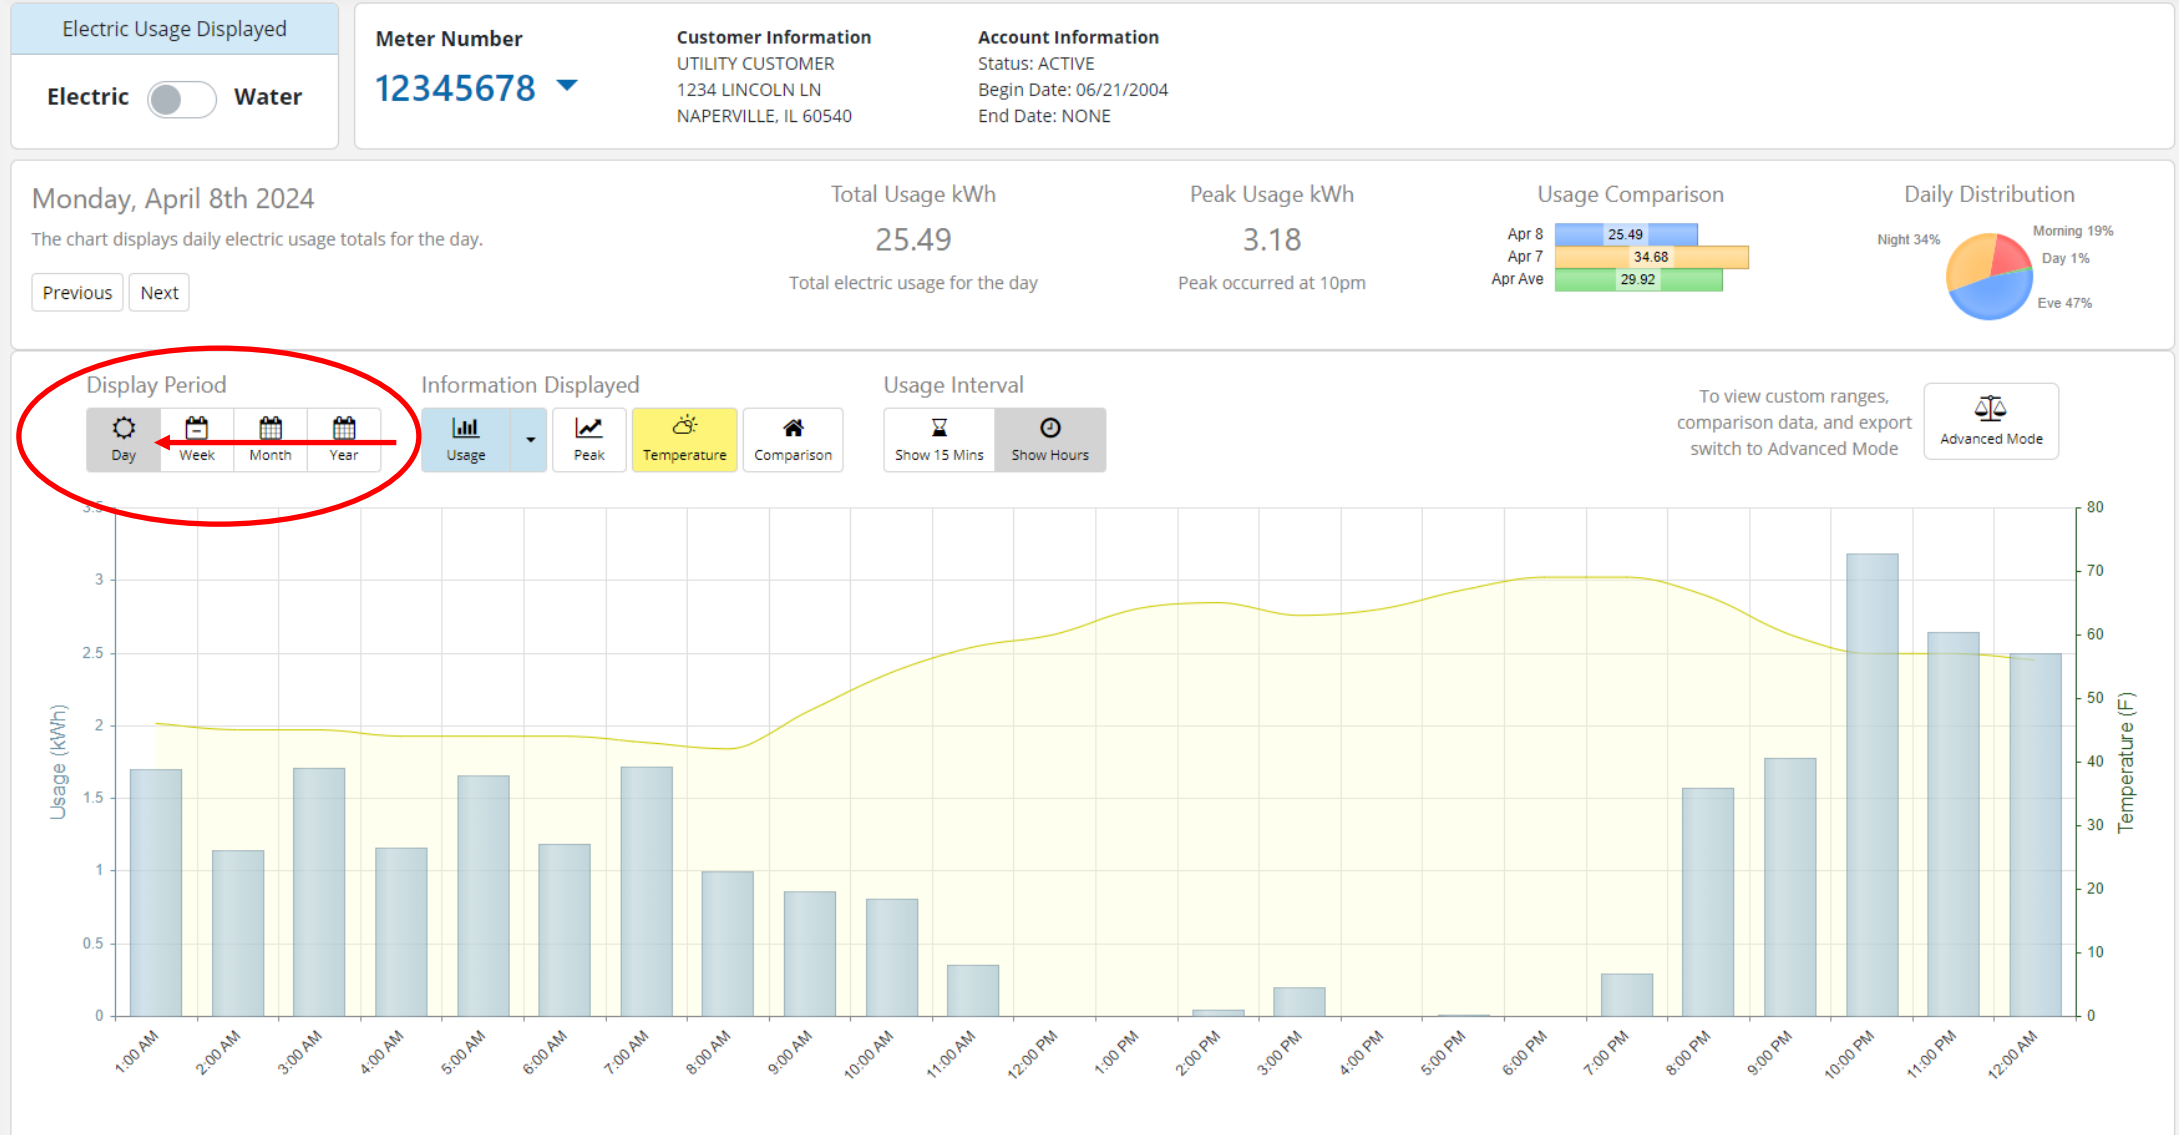 Electric Usage Displayed
Electric Water
Meter Number
12345678
Customer Information
UTILITY CUSTOMER
1234 LINCOLN LN
NAPERVILLE, IL 60540
Account Information
Status: ACTIVE
Begin Date: 06/21/2004
End Date: NONE
Monday, April 8th 2024
The chart displays daily electric usage totals for the day.
Previous Next
Total Usage kWh
25.49
Total electric usage for the day
Peak Usage kWh
3.18
Peak occurred at 10pm
Usage Comparison
Apr 8 25.49
Apr 7 34.68
Apr Ave 29.92
Daily Distribution
Night 34%
Morning 19%
Day 1%
Eve 47%
Display Period
Day Week Month Year
Information Displayed
Usage Peak Temperature Comparison
Usage Interval
Show 15 Mins Show Hours
To view custom ranges,
comparison data, and export
switch to Advanced Mode
Advanced Mode
Usage (kWh)
3.5
3
2.5
2
1.5
1
0.5
0
80
70
60
50
40
30
20
10
0
Temperature (F)
1:00 AM
2:00 AM
3:00 AM
4:00 AM
5:00 AM
6:00 AM
7:00 AM
8:00 AM
9:00 AM
10:00 AM
11:00 AM
12:00 PM
1:00 PM
2:00 PM
3:00 PM
4:00 PM
5:00 PM
6:00 PM
7:00 PM
8:00 PM
9:00 PM
10:00 PM
11:00 PM
12:00 AM